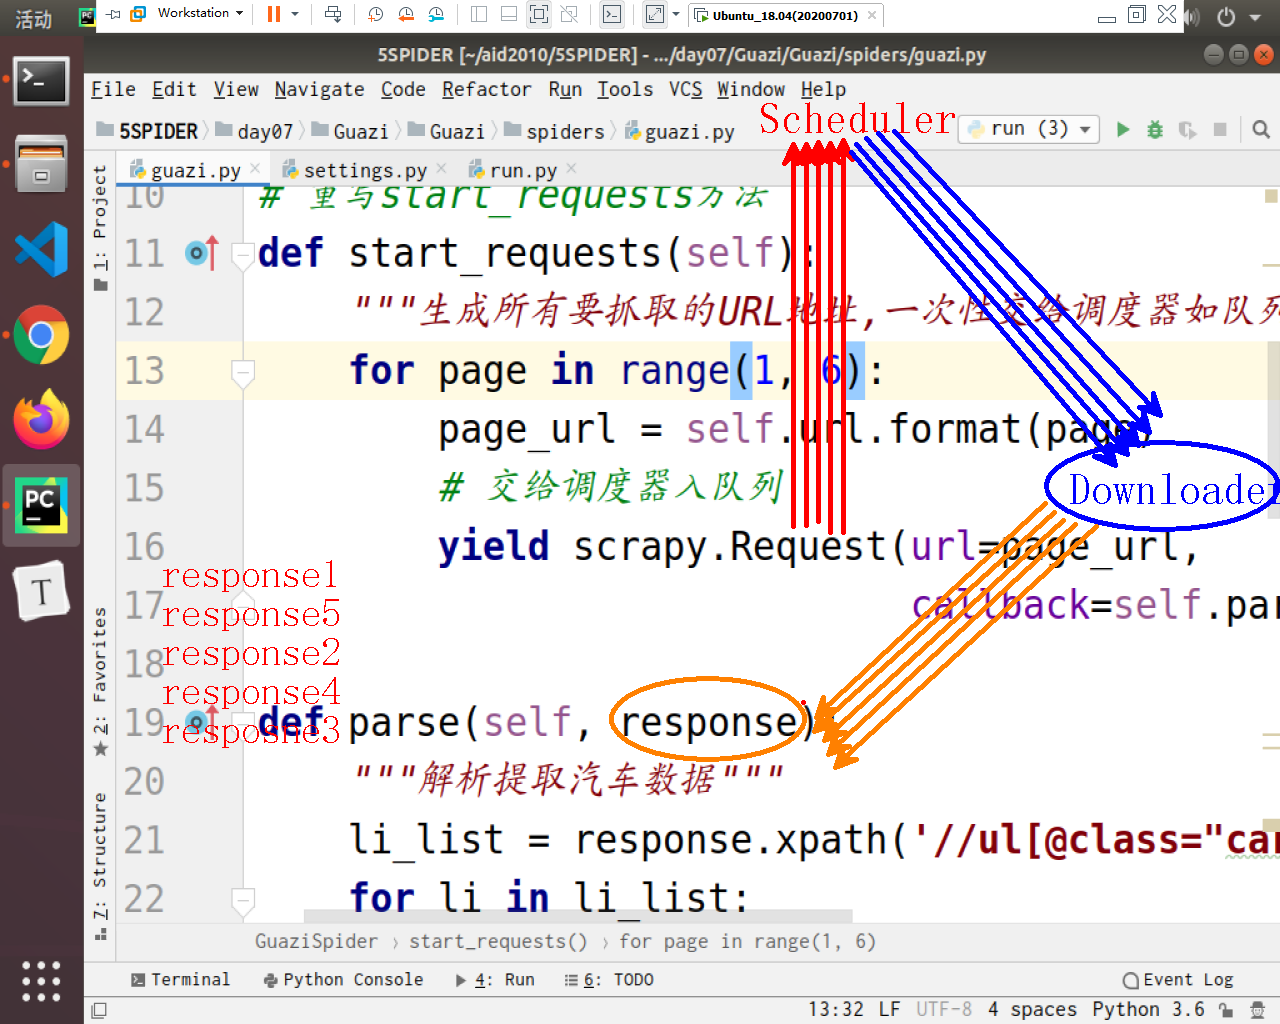 活动
Workstation
Ubuntu_18.04(20200701)
5SPIDER [~/aid2010/5SPIDER] - .../day07/Guazi/Guazi/spiders/guazi.py
File Edit View Navigate Code Refactor Run Tools VCS Window Help
5SPIDER day07 Guazi Guazi spiders guazi.py
Scheduler
run (3)
guazi.py settings.py run.py
1: Project
10 # 重写start_requests方法
11 def start_requests(self):
12 """生成所有要抓取的URL地址,一次性交给调度器如队列
13 for page in range(1, 6):
14 page_url = self.url.format(page)
15 # 交给调度器入队列
Downloader
16 yield scrapy.Request(url=page_url,
response1
17 callback=self.par
response5
18
response2
response4
19 def parse(self, response):
resposne3
20 """解析提取汽车数据"""
21 li_list = response.xpath('//ul[@class="car
22 for li in li_list:
2: Favorites
7: Structure
GuaziSpider › start_requests() › for page in range(1, 6)
Terminal Python Console 4: Run 6: TODO Event Log
13:32 LF UTF-8 4 spaces Python 3.6